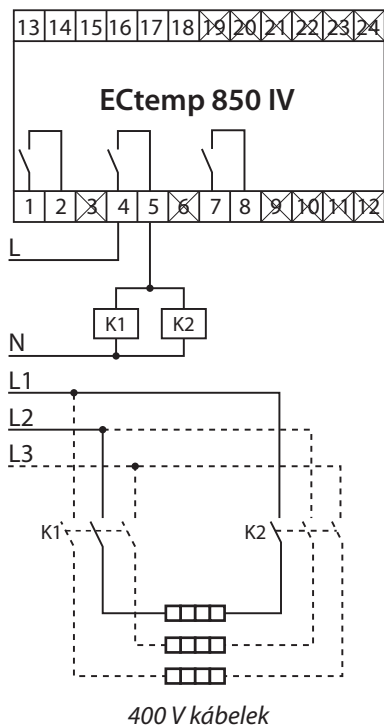 13 14 15 16 17 18 19 20 21 22 23 24
ECtemp 850 IV
1 2 3 4 5 6 7 8 9 10 11 12
L
K1 K2
N
L1
L2
L3
K1 K2
400 V kábelek